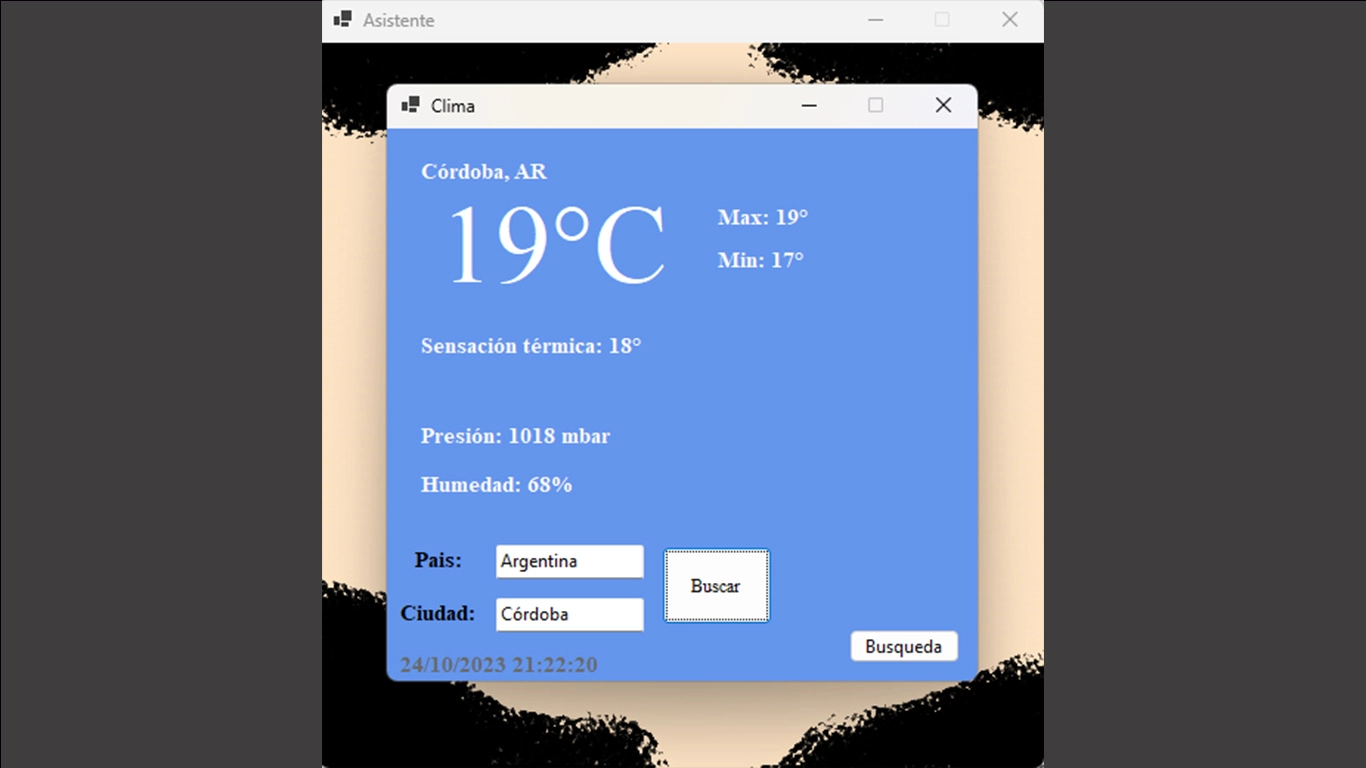 Asistente
Clima
Córdoba, AR
19°C
Max: 19°
Min: 17°
Sensación térmica: 18°
Presión: 1018 mbar
Humedad: 68%
Pais: Argentina
Buscar
Ciudad: Córdoba
Busqueda
24/10/2023 21:22:20